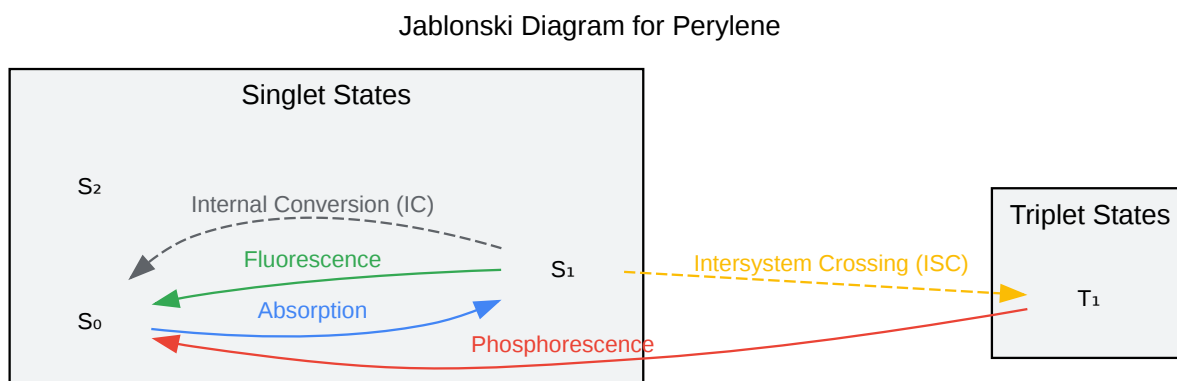 Jablonski Diagram for Perylene
Singlet States
S₂
Internal Conversion (IC)
Fluorescence
Absorption
S₀
S₁
Intersystem Crossing (ISC)
Phosphorescence
Triplet States
T₁